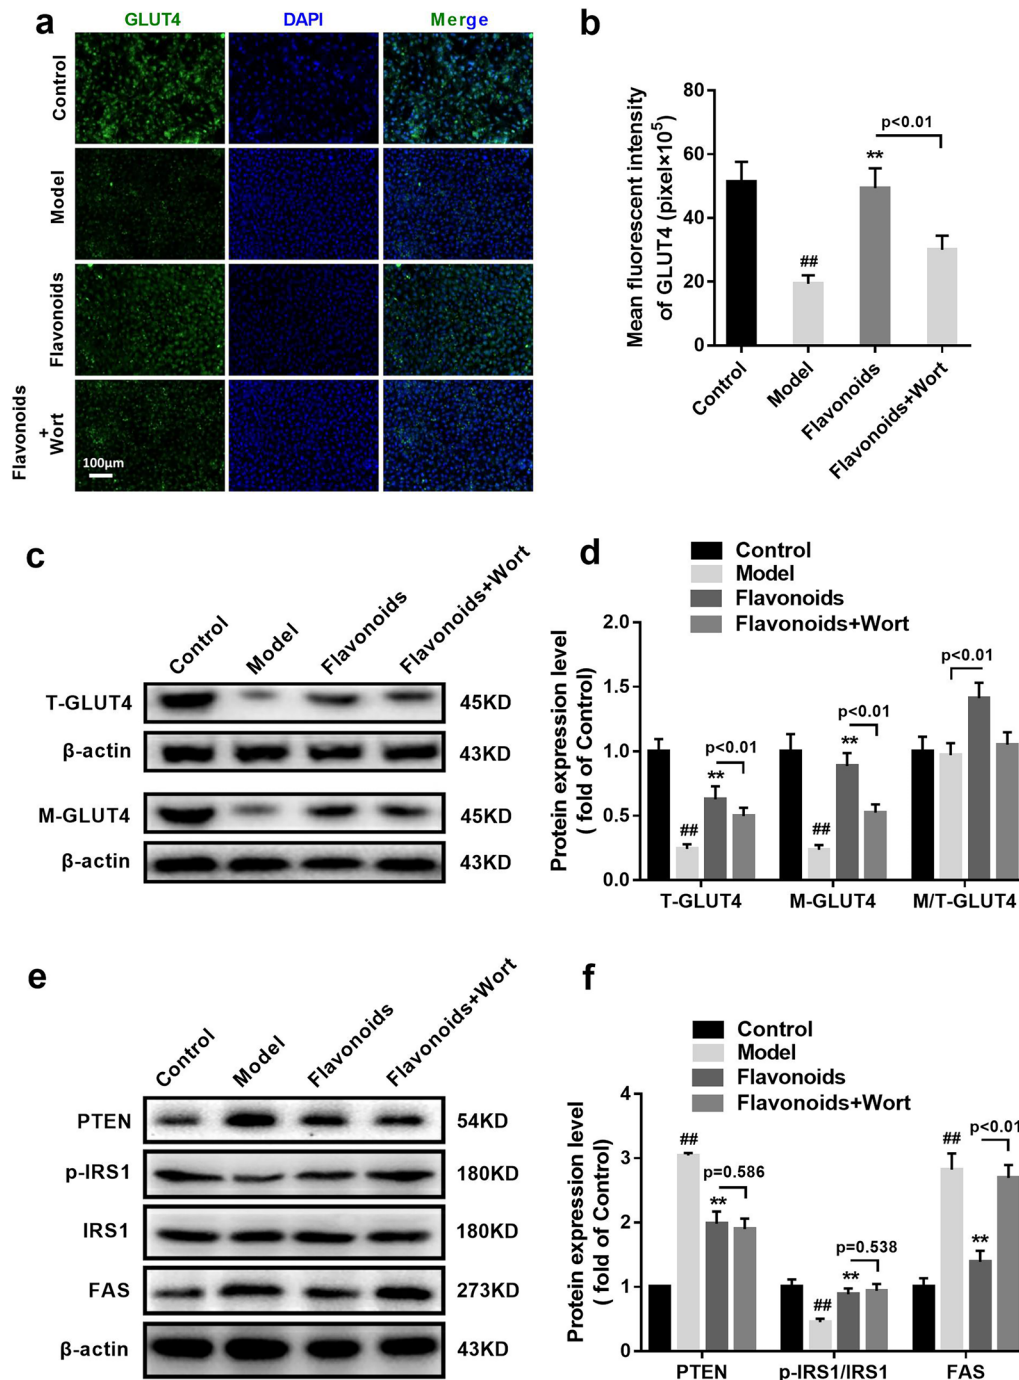 a
GLUT4 DAPI Merge
Control
Model
Flavonoids
Flavonoids
+
Wort
100μm
b
Mean fluorescent intensity
of GLUT4 (pixel×10⁵)
80
60
40
20
0
##
**
p<0.01
Control
Model
Flavonoids
Flavonoids+Wort
c
Control
Model
Flavonoids
Flavonoids+Wort
T-GLUT4 45KD
β-actin 43KD
M-GLUT4 45KD
β-actin 43KD
d
Control
Model
Flavonoids
Flavonoids+Wort
Protein expression level
( fold of Control)
2.0
1.5
1.0
0.5
0.0
##
**
p<0.01
##
**
p<0.01
p<0.01
T-GLUT4 M-GLUT4 M/T-GLUT4
e
Control
Model
Flavonoids
Flavonoids+Wort
PTEN 54KD
p-IRS1 180KD
IRS1 180KD
FAS 273KD
β-actin 43KD
f
Control
Model
Flavonoids
Flavonoids+Wort
Protein expression level
( fold of Control)
4
3
2
1
0
##
**
p=0.586
##
**
p=0.538
##
**
p<0.01
PTEN p-IRS1/IRS1 FAS